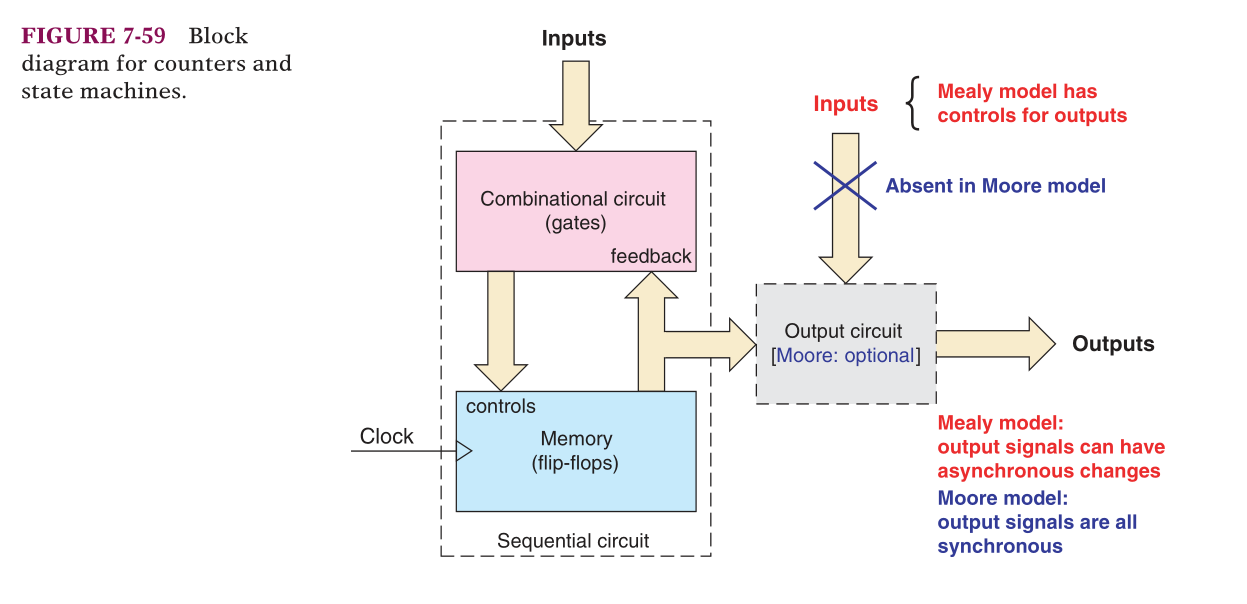 FIGURE 7-59 Block
diagram for counters and
state machines.
Inputs
Inputs
Mealy model has
controls for outputs
Absent in Moore model
Combinational circuit
(gates)
feedback
Output circuit
[Moore: optional]
Outputs
controls
Clock
Memory
(flip-flops)
Sequential circuit
Mealy model:
output signals can have
asynchronous changes
Moore model:
output signals are all
synchronous